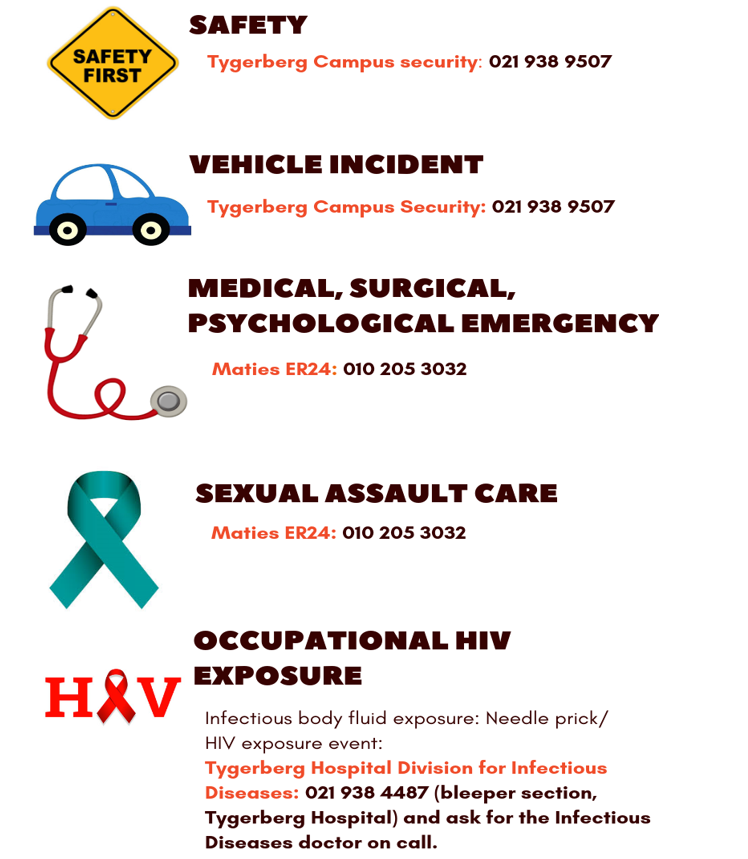 SAFETY
FIRST
SAFETY
Tygerberg Campus security: 021 938 9507
VEHICLE INCIDENT
Tygerberg Campus Security: 021 938 9507
MEDICAL, SURGICAL,
PSYCHOLOGICAL EMERGENCY
Maties ER24: 010 205 3032
SEXUAL ASSAULT CARE
Maties ER24: 010 205 3032
HIV
OCCUPATIONAL HIV
EXPOSURE
Infectious body fluid exposure: Needle prick/
HIV exposure event:
Tygerberg Hospital Division for Infectious
Diseases: 021 938 4487 (bleeper section,
Tygerberg Hospital) and ask for the Infectious
Diseases doctor on call.